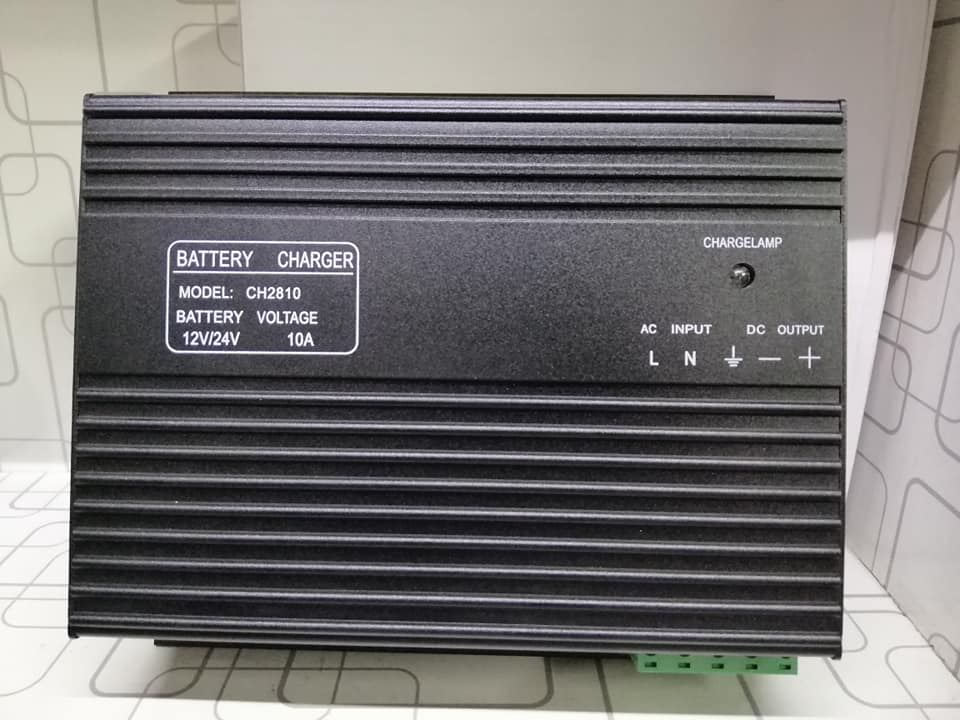 BATTERY CHARGER
MODEL: CH2810
BATTERY VOLTAGE
12V/24V 10A
CHARGELAMP
AC INPUT DC OUTPUT
L N ⏚ — +